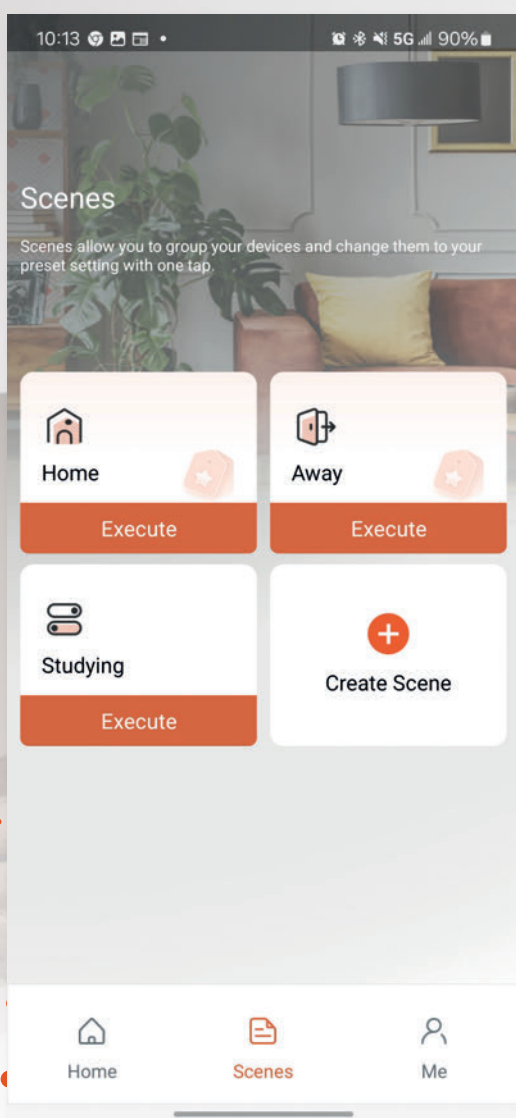 10:13 5G 90%
Scenes
Scenes allow you to group your devices and change them to your
preset setting with one tap.
Home Away
Execute Execute
Studying
Create Scene
Execute
Home Scenes Me